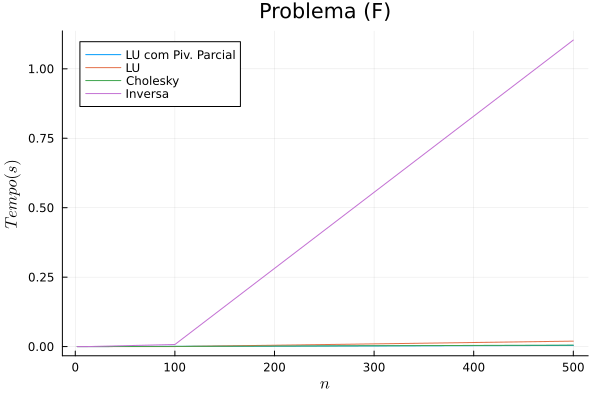 Problema (F)
LU com Piv. Parcial
LU
Cholesky
Inversa
1.00
0.75
0.50
0.25
0.00
Tempo(s)
0 100 200 300 400 500
n